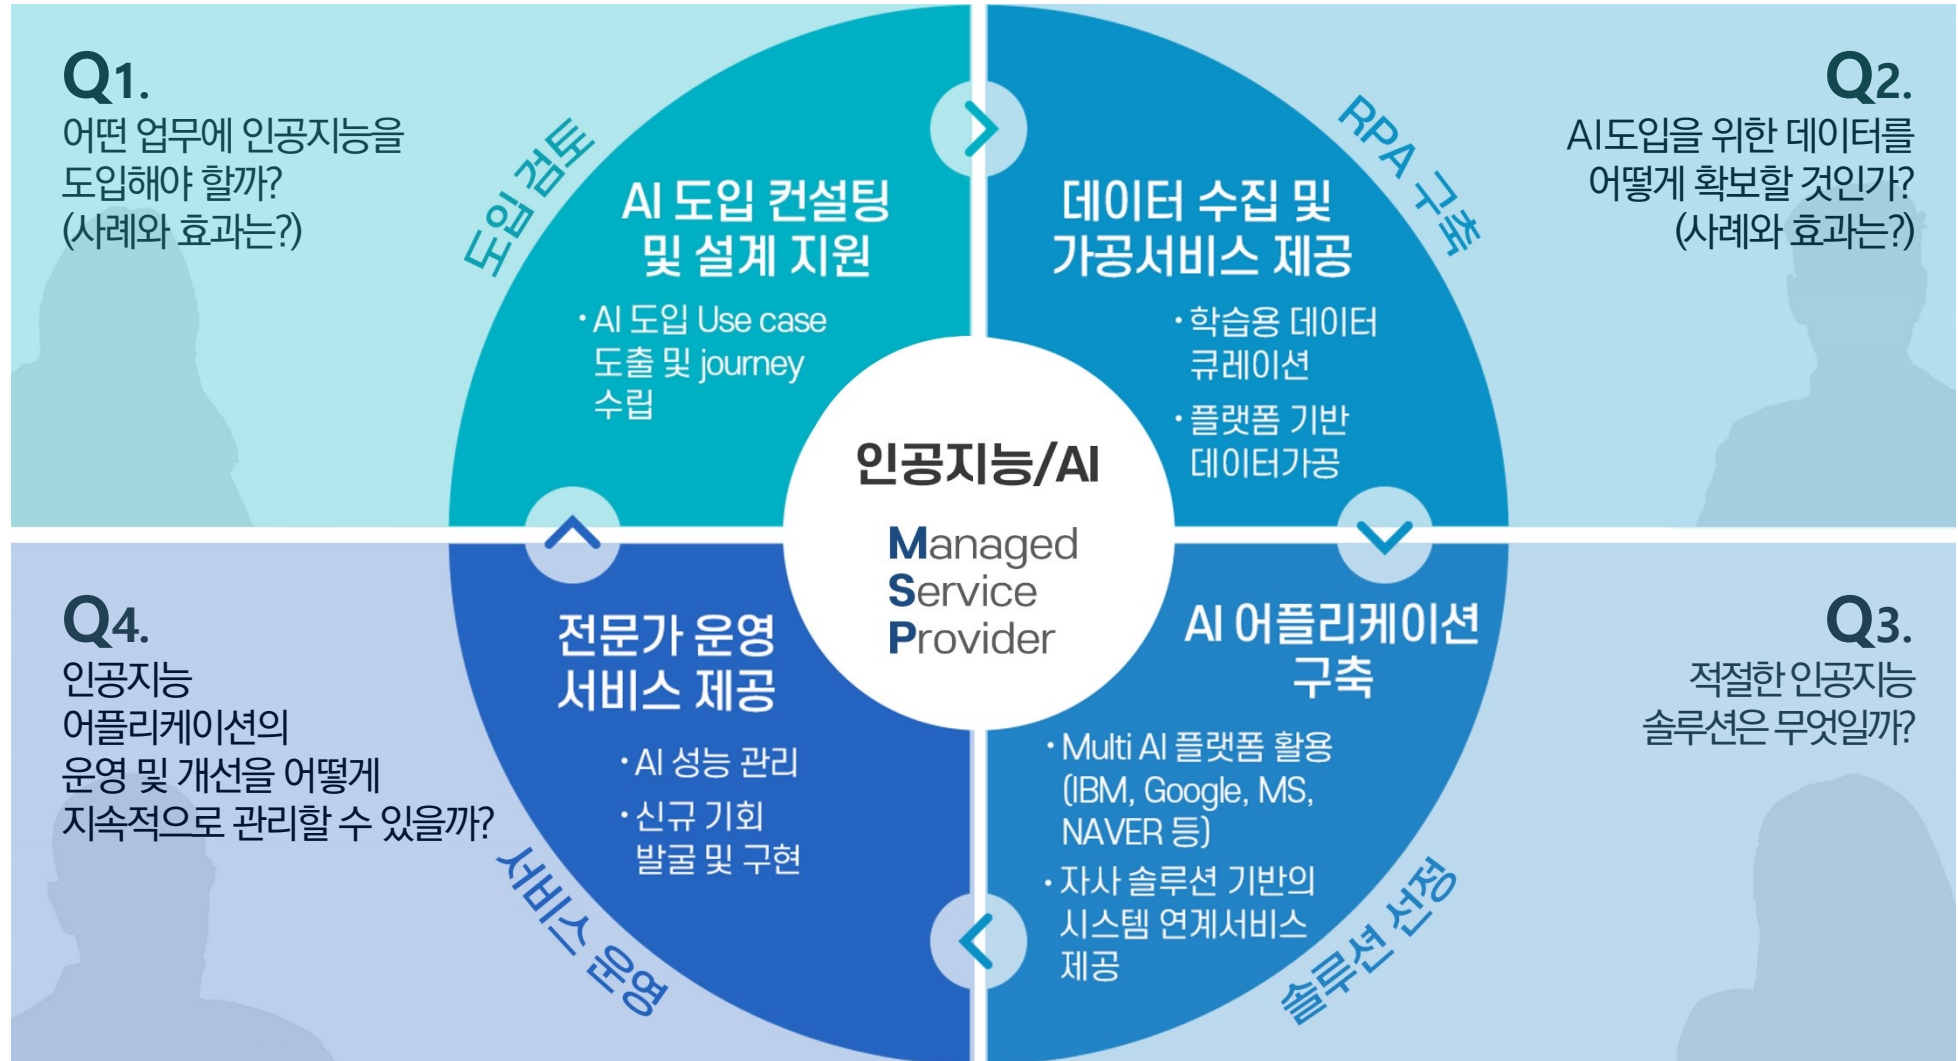 Q1.
어떤 업무에 인공지능을
도입해야 할까?
(사례와 효과는?)
도입 검토
AI 도입 컨설팅
및 설계 지원
• AI 도입 Use case
도출 및 journey
수립
Q2.
AI도입을 위한 데이터를
어떻게 확보할 것인가?
(사례와 효과는?)
RPA 구축
데이터 수집 및
가공서비스 제공
• 학습용 데이터
큐레이션
• 플랫폼 기반
데이터가공
인공지능/AI
Managed
Service
Provider
Q3.
적절한 인공지능
솔루션은 무엇일까?
솔루션 선정
AI 어플리케이션
구축
• Multi AI 플랫폼 활용
(IBM, Google, MS,
NAVER 등)
• 자사 솔루션 기반의
시스템 연계서비스
제공
Q4.
인공지능
어플리케이션의
운영 및 개선을 어떻게
지속적으로 관리할 수 있을까?
서비스 운영
전문가 운영
서비스 제공
• AI 성능 관리
• 신규 기회
발굴 및 구현